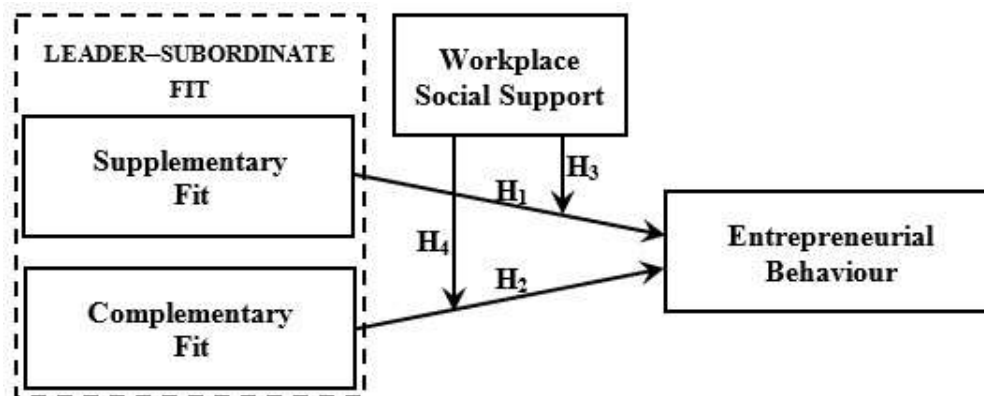 LEADER–SUBORDINATE
FIT
Supplementary
Fit
Complementary
Fit
Workplace
Social Support
H₁
H₃
H₄
H₂
Entrepreneurial
Behaviour